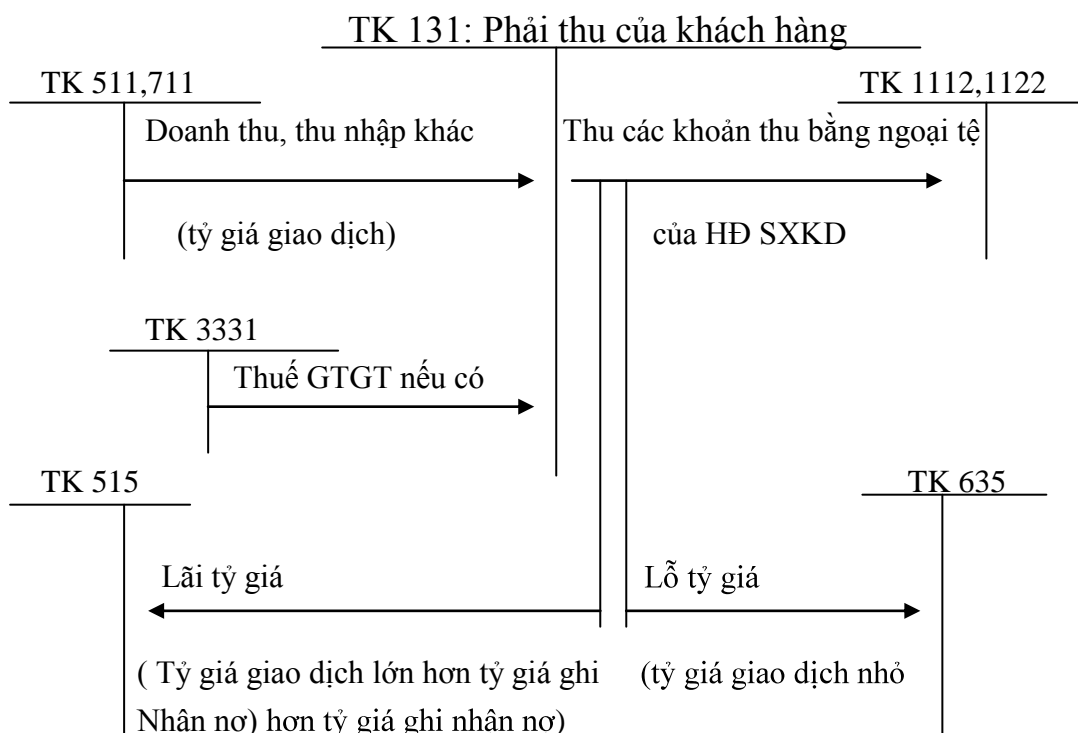 TK 131: Phải thu của khách hàng
TK 511,711
TK 1112,1122
Doanh thu, thu nhập khác
Thu các khoản thu bằng ngoại tệ
(tỷ giá giao dịch)
của HĐ SXKD
TK 3331
Thuế GTGT nếu có
TK 515
TK 635
Lãi tỷ giá
Lỗ tỷ giá
( Tỷ giá giao dịch lớn hơn tỷ giá ghi
(tỷ giá giao dịch nhỏ
Nhận nợ) hơn tỷ giá ghi nhận nợ)